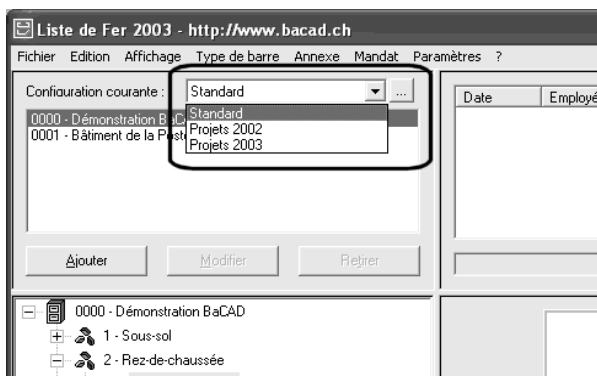 Liste de Fer 2003 - http://www.bacad.ch
Fichier Edition Affichage Type de barre Annexe Mandat Paramètres ?
Configuration courante : Standard ...
Date Employé
Standard
Projets 2002
Projets 2003
0000 - Démonstration BaC
0001 - Bâtiment de la Poste
Ajouter Modifier Retirer
0000 - Démonstration BaCAD
1 - Sous-sol
2 - Rez-de-chaussée